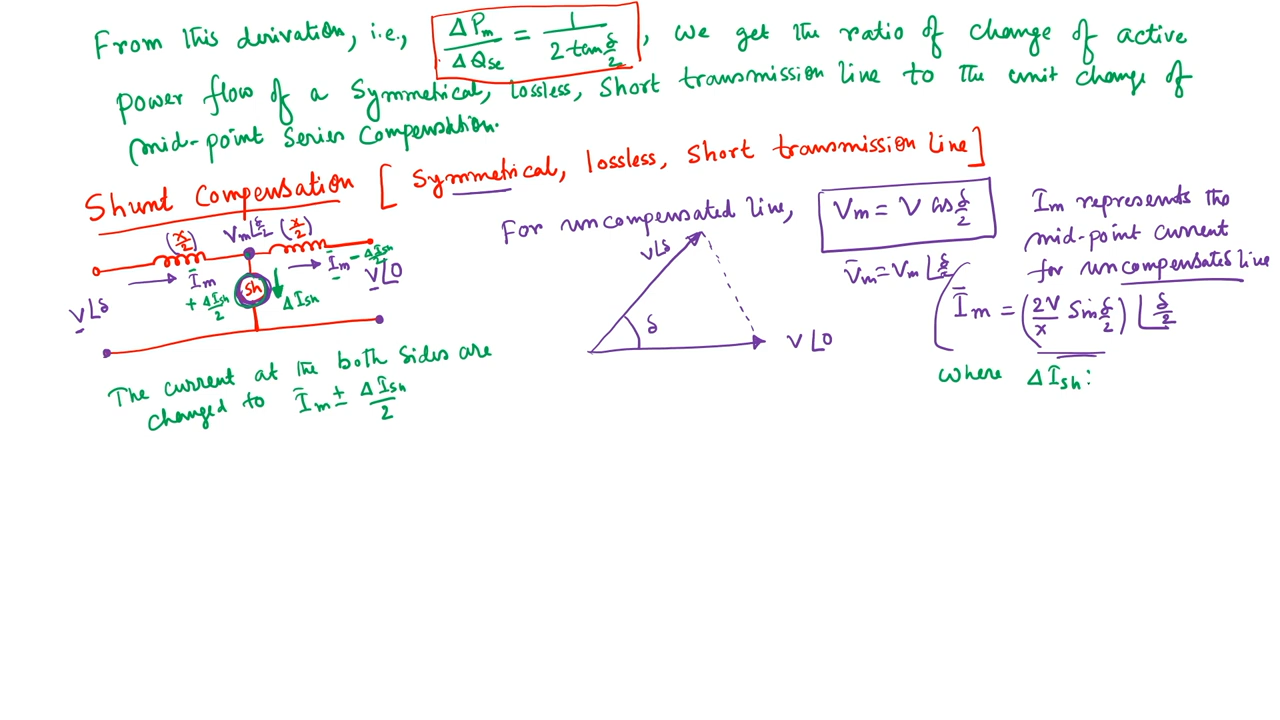 From this derivation, i.e., ΔPm/ΔQse = 1/(2 tan δ/2), we get the ratio of change of active
power flow of a symmetrical, lossless, short transmission line to the unit change of
mid-point series compensation.
Shunt Compensation [ Symmetrical, lossless, short transmission line]
For uncompensated line, Vm = V cos δ/2
V̄m = Vm ∠δ/2
Im represents the
mid-point current
for uncompensated line
Īm = (2V/x Sin δ/2) ∠δ/2
where ΔIsh:
(x/2) Vm∠δ/2 (x/2)
Īm + ΔIsh/2
Sh
ΔIsh
Īm - ΔIsh/2
V∠δ
V∠0
V∠δ
δ
V∠0
The current at the both sides are
changed to Īm ± ΔIsh/2